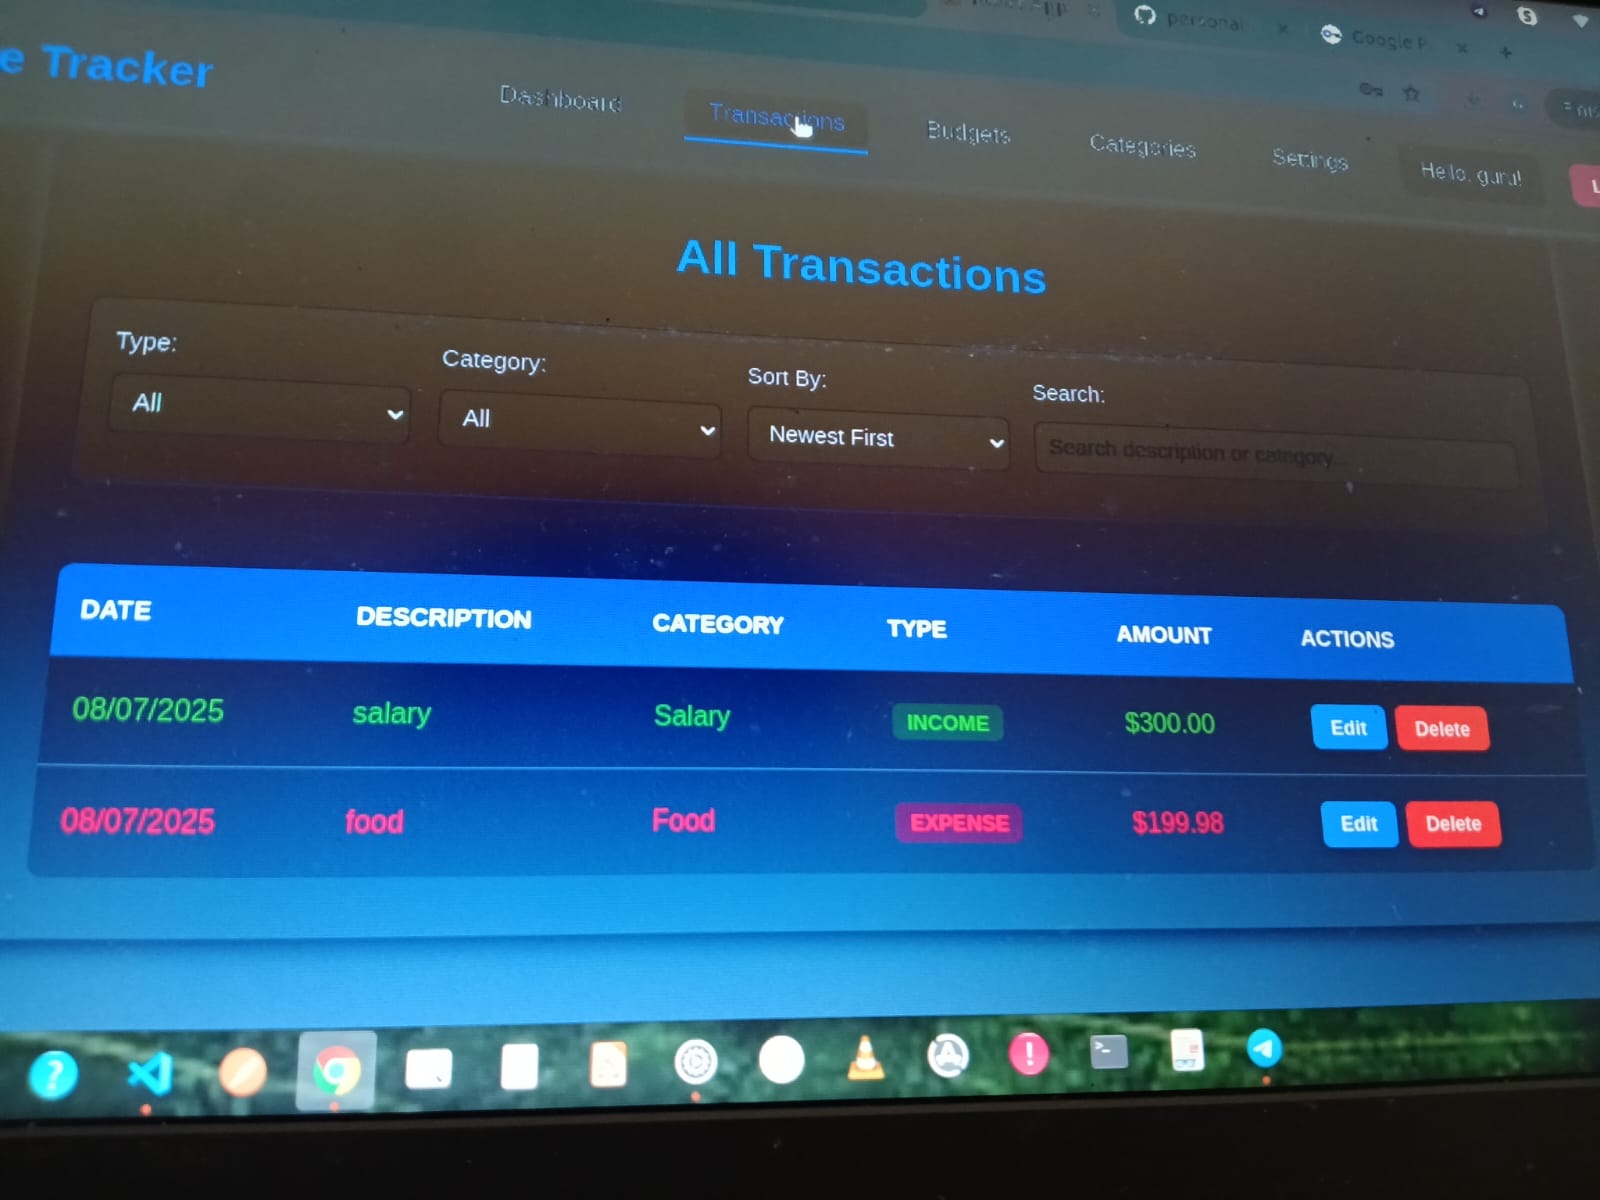 personal
Google P
e Tracker
Dashboard
Transactions
Budgets
Categories
Settings
Hello, guru!
All Transactions
Type:
Category:
Sort By:
Search:
All
All
Newest First
Search description or category...
DATE DESCRIPTION CATEGORY TYPE AMOUNT ACTIONS
08/07/2025 salary Salary INCOME $300.00 Edit Delete
08/07/2025 food Food EXPENSE $199.98 Edit Delete